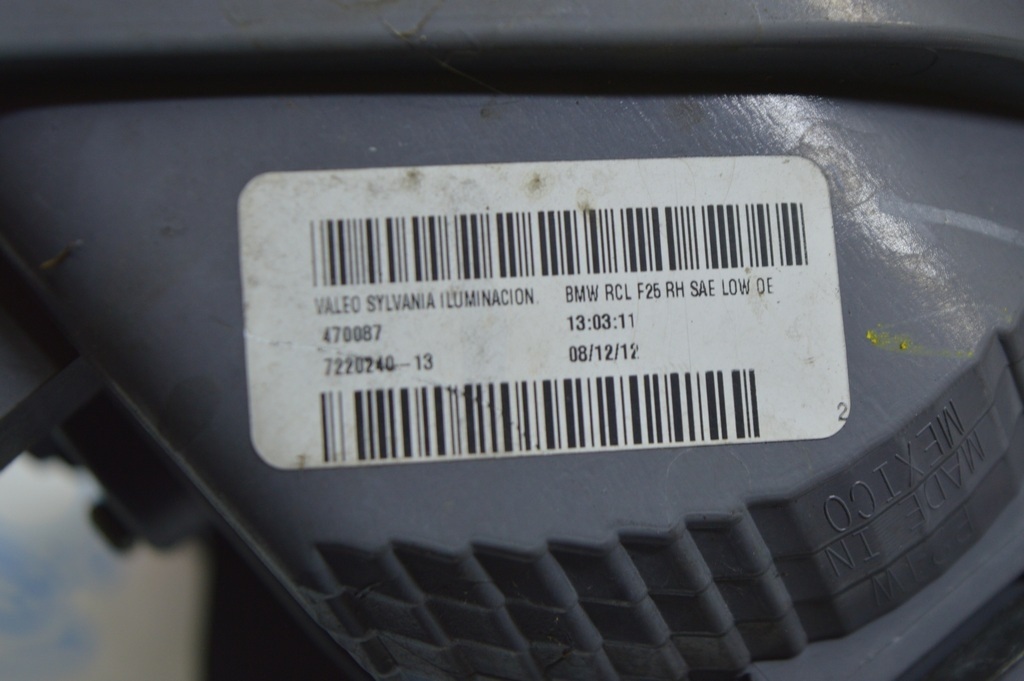 VALEO SYLVANIA ILUMINACION BMW RCL F25 RH SAE LOW OE
470087 13:03:11
7220240-13 08/12/12
2
MADE IN
MEXICO